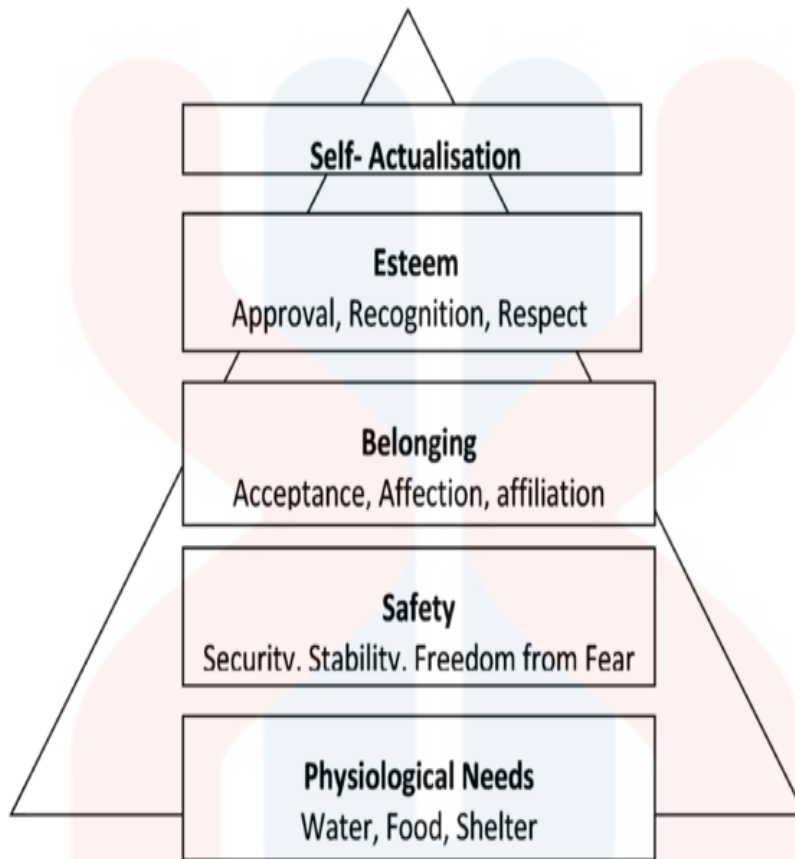 Self- Actualisation
Esteem
Approval, Recognition, Respect
Belonging
Acceptance, Affection, affiliation
Safety
Security, Stability, Freedom from Fear
Physiological Needs
Water, Food, Shelter